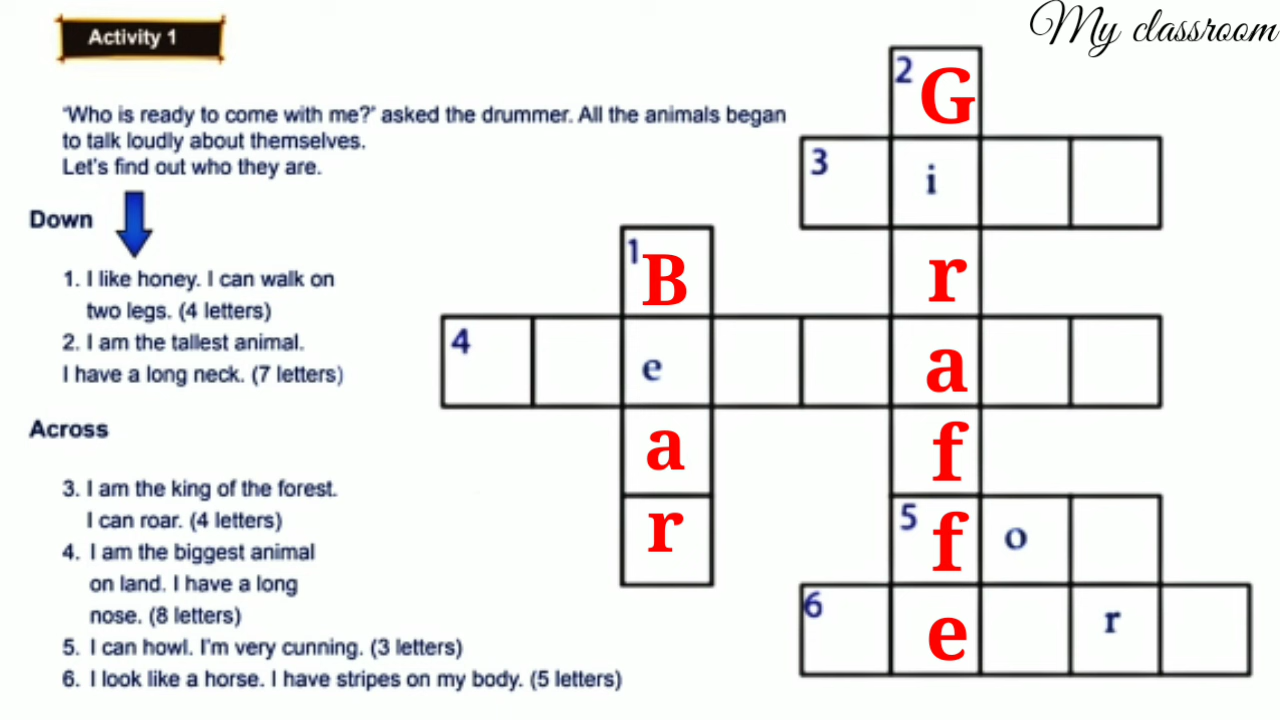 My classroom
Activity 1
'Who is ready to come with me?' asked the drummer. All the animals began
to talk loudly about themselves.
Let's find out who they are.
Down
1. I like honey. I can walk on
two legs. (4 letters)
2. I am the tallest animal.
I have a long neck. (7 letters)
Across
3. I am the king of the forest.
I can roar. (4 letters)
4. I am the biggest animal
on land. I have a long
nose. (8 letters)
5. I can howl. I'm very cunning. (3 letters)
6. I look like a horse. I have stripes on my body. (5 letters)
2 G
3 i
r
1 B
4 e a
a f
r 5 f o
6 e r